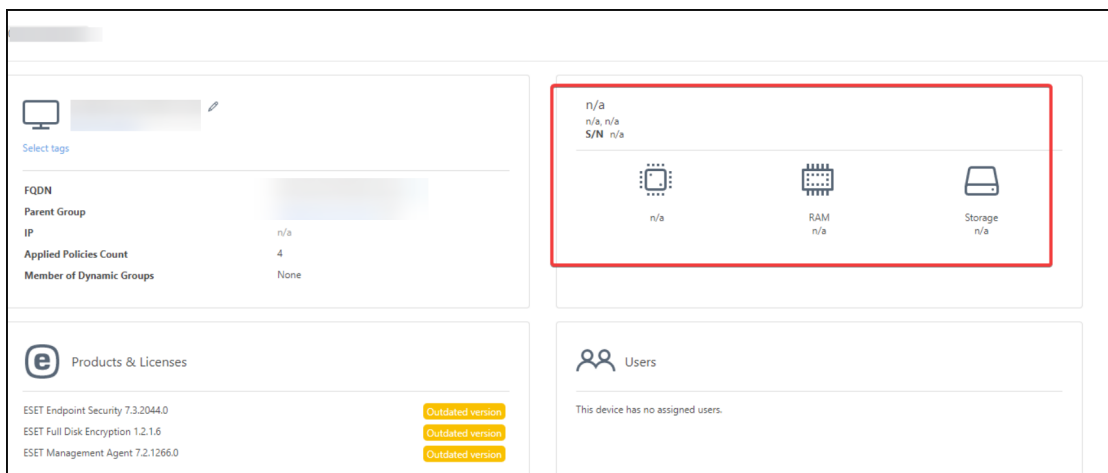 Select tags
FQDN
Parent Group
IP n/a
Applied Policies Count 4
Member of Dynamic Groups None
n/a
n/a, n/a
S/N n/a
n/a
RAM
n/a
Storage
n/a
Products & Licenses
ESET Endpoint Security 7.3.2044.0 Outdated version
ESET Full Disk Encryption 1.2.1.6 Outdated version
ESET Management Agent 7.2.1266.0 Outdated version
Users
This device has no assigned users.